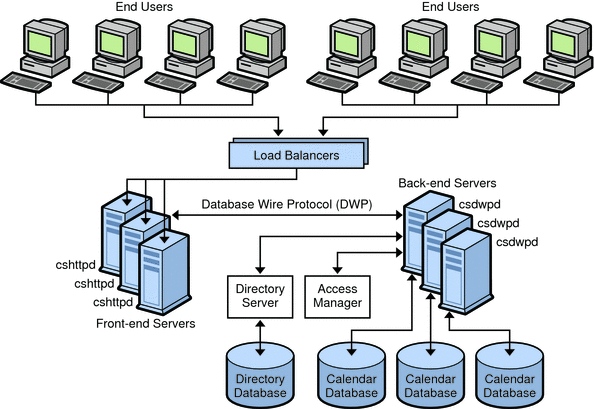 End Users
End Users
Load Balancers
Back-end Servers
Database Wire Protocol (DWP)
csdwpd
csdwpd
csdwpd
cshttpd
cshttpd
cshttpd
Front-end Servers
Directory
Server
Access
Manager
Directory
Database
Calendar
Database
Calendar
Database
Calendar
Database